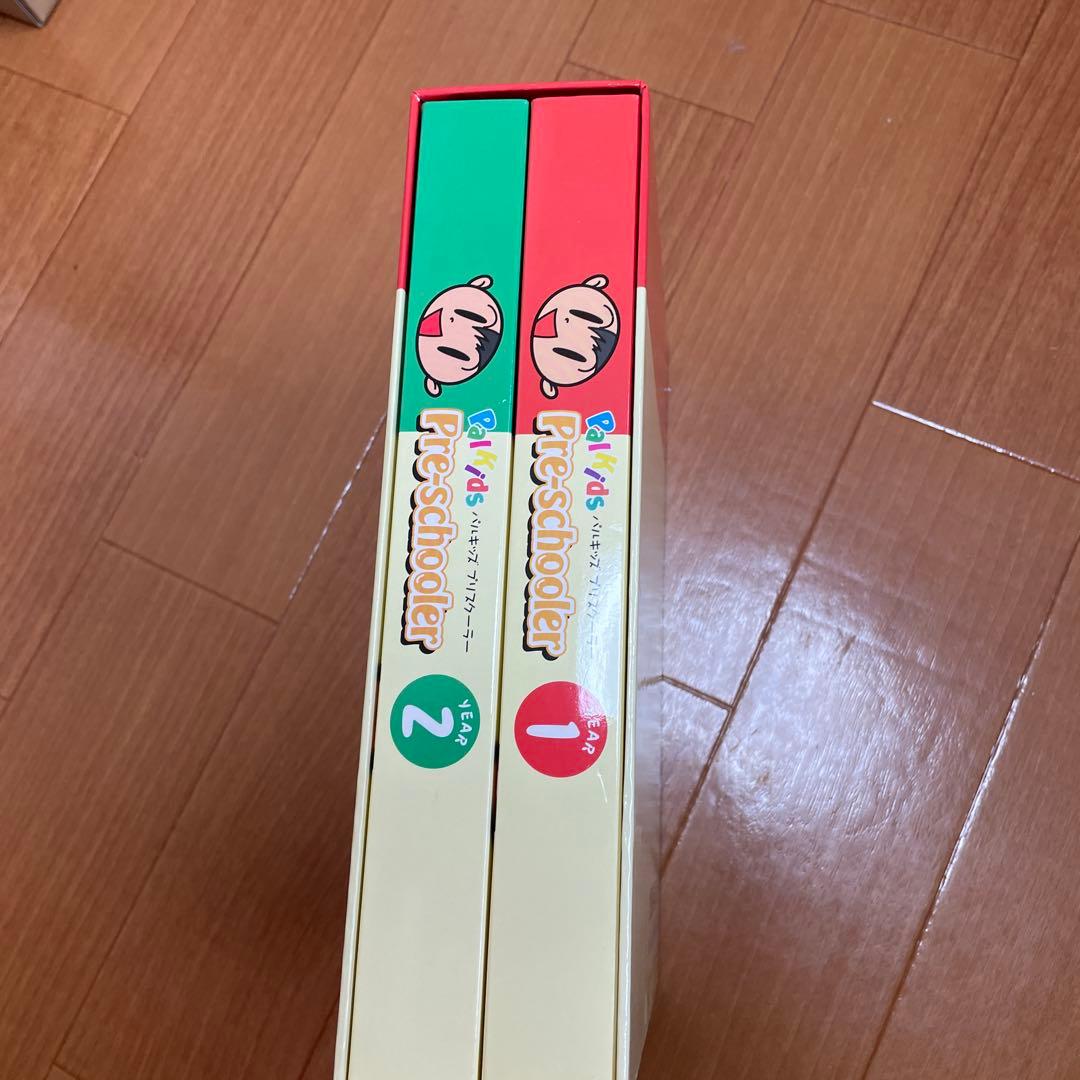 PalKids
パルキッズ プリスクーラー
Pre-schooler
YEAR
2
PalKids
パルキッズ プリスクーラー
Pre-schooler
YEAR
1